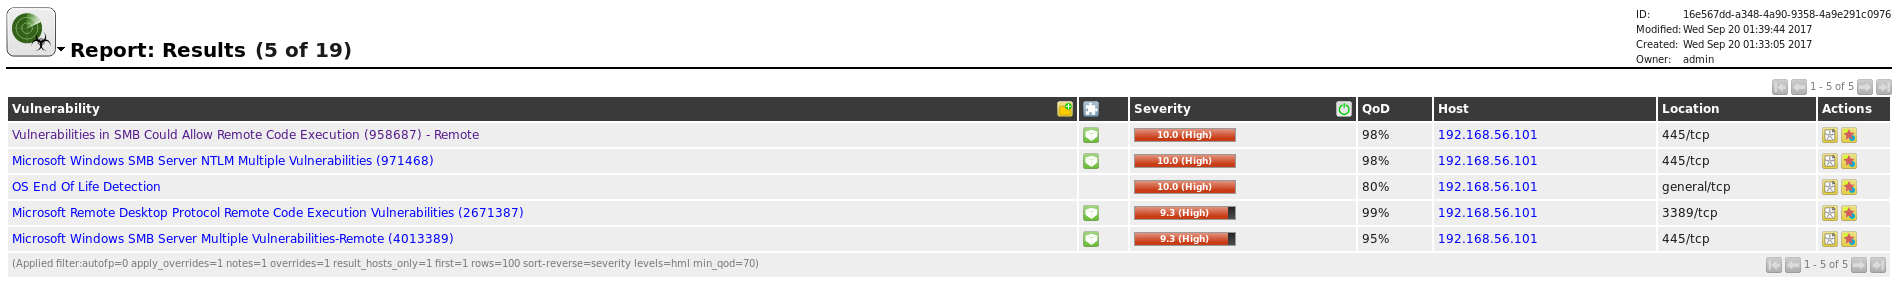 Report: Results (5 of 19)
ID: 16e567dd-a348-4a90-9358-4a9e291c0976
Modified: Wed Sep 20 01:39:44 2017
Created: Wed Sep 20 01:33:05 2017
Owner: admin
1 - 5 of 5
Vulnerability Severity QoD Host Location Actions
Vulnerabilities in SMB Could Allow Remote Code Execution (958687) - Remote 10.0 (High) 98% 192.168.56.101 445/tcp
Microsoft Windows SMB Server NTLM Multiple Vulnerabilities (971468) 10.0 (High) 98% 192.168.56.101 445/tcp
OS End Of Life Detection 10.0 (High) 80% 192.168.56.101 general/tcp
Microsoft Remote Desktop Protocol Remote Code Execution Vulnerabilities (2671387) 9.3 (High) 99% 192.168.56.101 3389/tcp
Microsoft Windows SMB Server Multiple Vulnerabilities-Remote (4013389) 9.3 (High) 95% 192.168.56.101 445/tcp
(Applied filter:autofp=0 apply_overrides=1 notes=1 overrides=1 result_hosts_only=1 first=1 rows=100 sort-reverse=severity levels=hml min_qod=70) 1 - 5 of 5